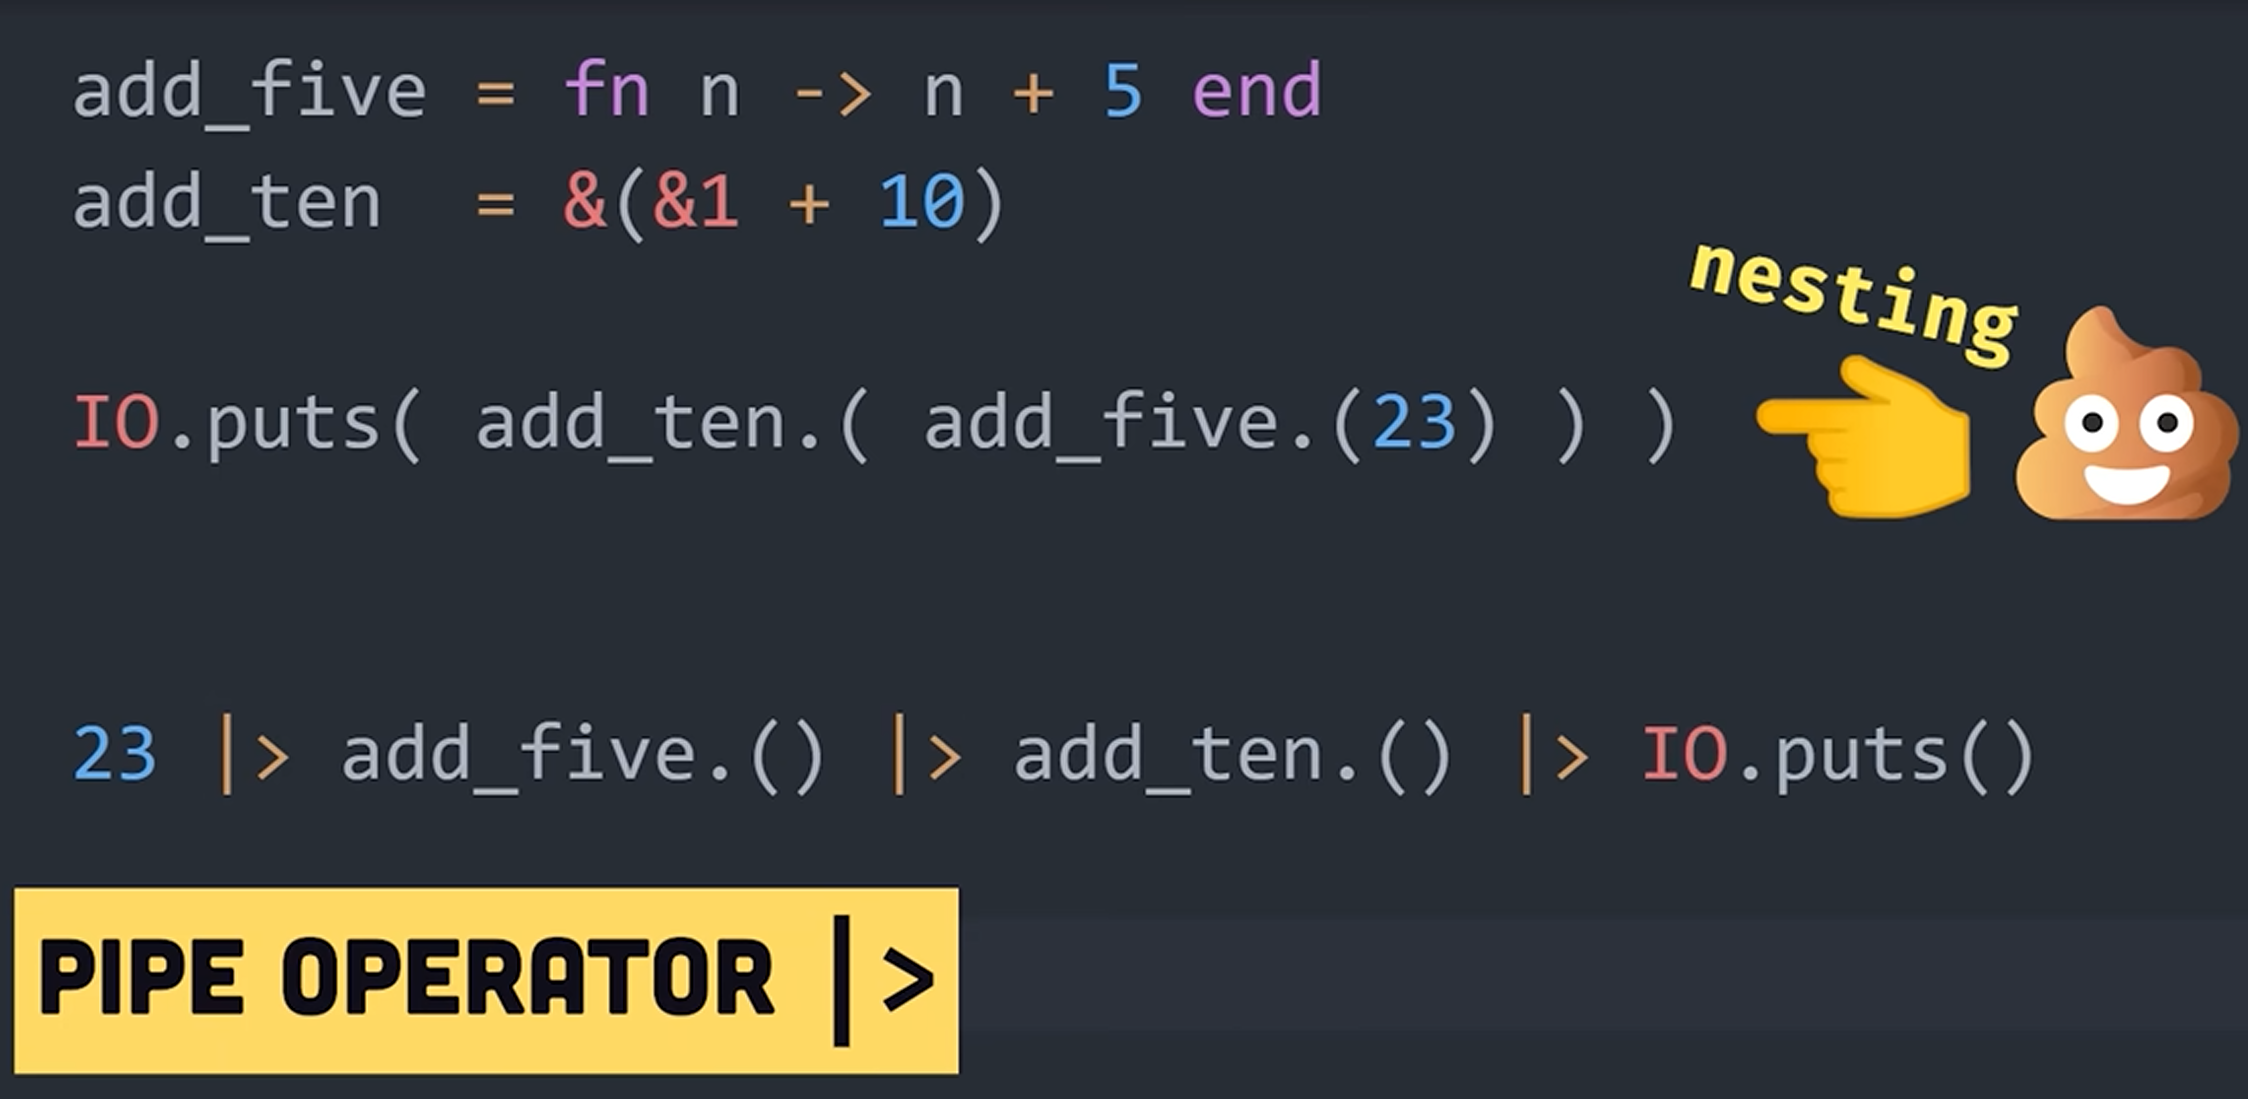 add_five = fn n -> n + 5 end
add_ten  = &(&1 + 10)
nesting
IO.puts( add_ten.( add_five.(23) ) )
23 |> add_five.() |> add_ten.() |> IO.puts()
PIPE OPERATOR |>